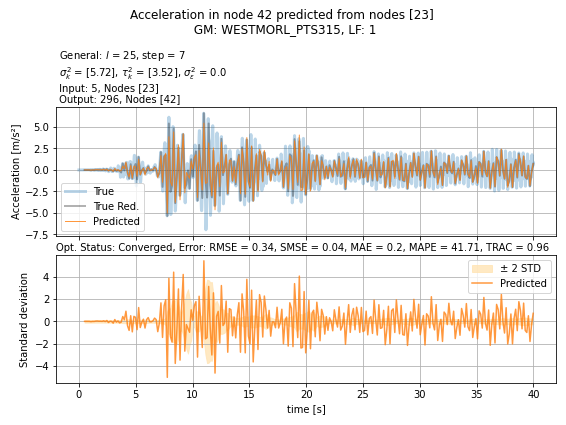 Acceleration in node 42 predicted from nodes [23]
GM: WESTMORL_PTS315, LF: 1
General: l = 25, step = 7
σ²ₖ = [5.72], τ²ₖ = [3.52], σ²ε = 0.0
Input: 5, Nodes [23]
Output: 296, Nodes [42]
Acceleration [m/s²]
5.0
2.5
0.0
−2.5
−5.0
−7.5
True
True Red.
Predicted
Opt. Status: Converged, Error: RMSE = 0.34, SMSE = 0.04, MAE = 0.2, MAPE = 41.71, TRAC = 0.96
Standard deviation
4
2
0
−2
−4
± 2 STD
Predicted
0 5 10 15 20 25 30 35 40
time [s]